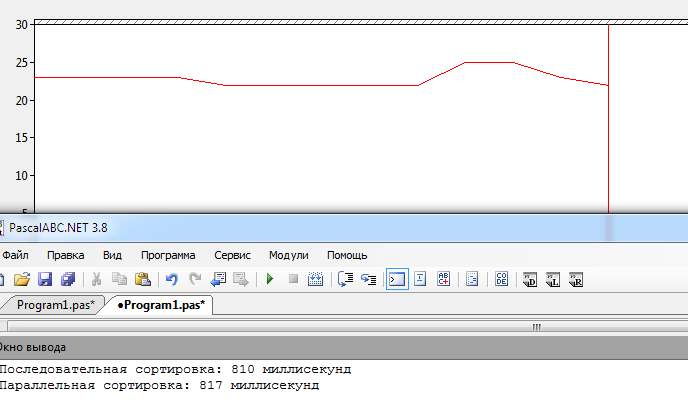 30
25
20
15
10
PascalABC.NET 3.8
Файл Правка Вид Программа Сервис Модули Помощь
Program1.pas* •Program1.pas*
Окно вывода
Последовательная сортировка: 810 миллисекунд
Параллельная сортировка: 817 миллисекунд